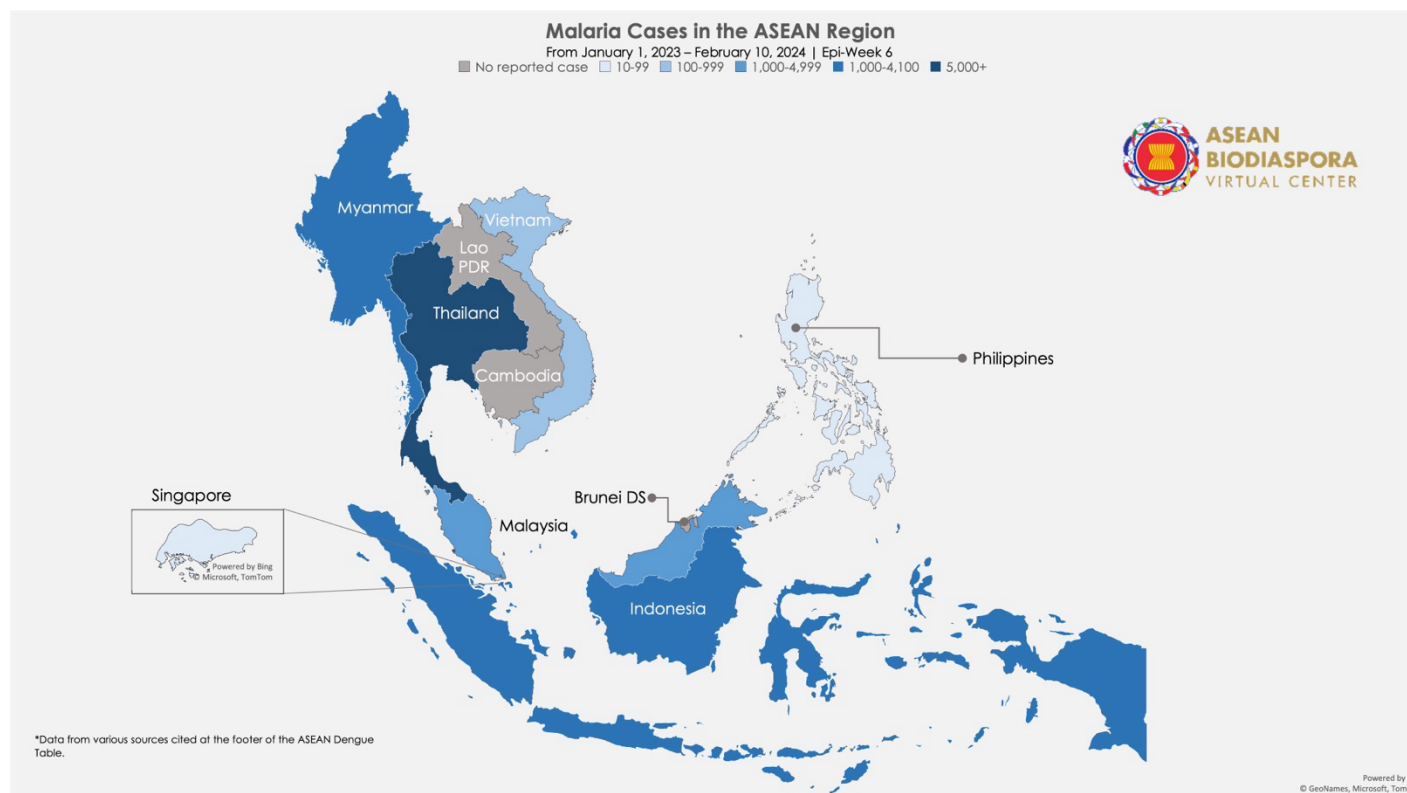 Malaria Cases in the ASEAN Region
From January 1, 2023 – February 10, 2024 | Epi-Week 6
No reported case 10-99 100-999 1,000-4,999 1,000-4,100 5,000+
ASEAN
BIODIASPORA
VIRTUAL CENTER
Myanmar
Vietnam
Lao
PDR
Thailand
Cambodia
Philippines
Singapore
Brunei DS
Malaysia
Powered by Bing
© Microsoft, TomTom
Indonesia
*Data from various sources cited at the footer of the ASEAN Dengue
Table.
Powered by
© GeoNames, Microsoft, Tom